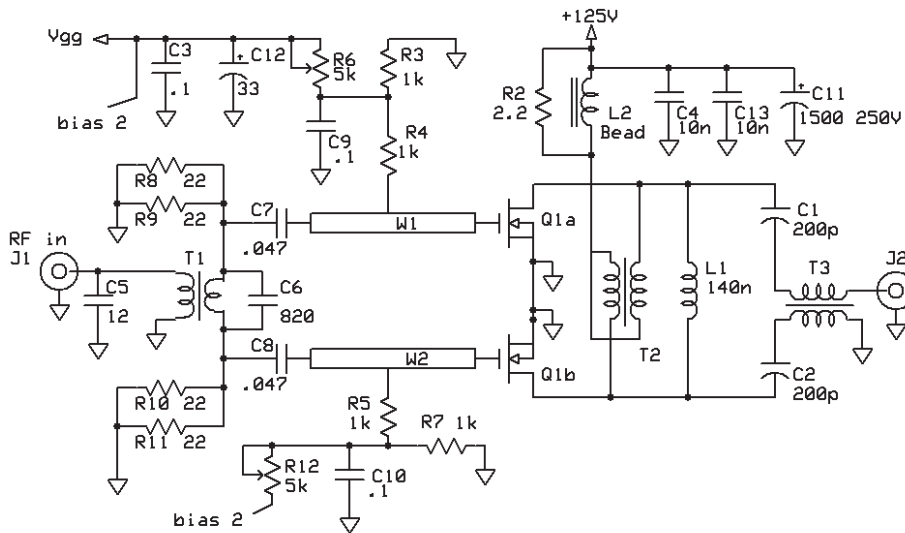 +125V
Vgg
C3
.1
C12
+
33
R6
5k
R3
1k
bias 2
C9
.1
R4
1k
R2
2.2
L2
Bead
C4
10n
C13
10n
+
C11
1500 250V
R8 22
R9 22
C7
.047
W1
Q1a
C1
200p
RF in
J1
T1
C5
12
C6
820
L1
140n
T3
J2
T2
C8
.047
W2
Q1b
C2
200p
R10 22
R11 22
R5
1k
R7 1k
R12
5k
C10
.1
bias 2